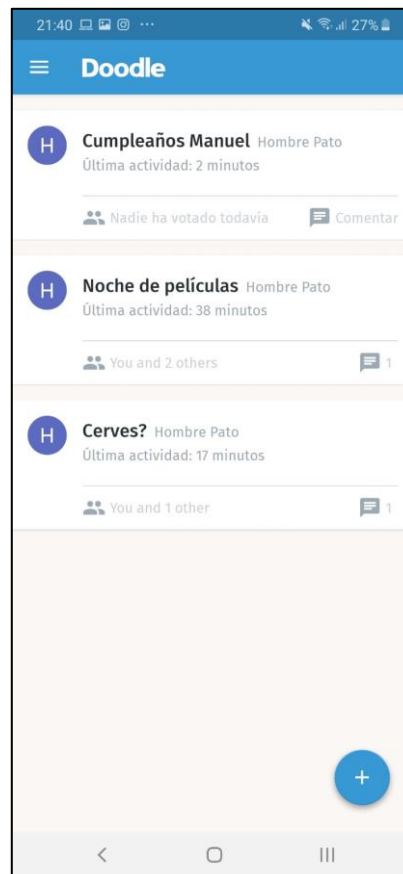 21:40 27%
Doodle
H Cumpleaños Manuel Hombre Pato
Última actividad: 2 minutos
Nadie ha votado todavía Comentar
H Noche de películas Hombre Pato
Última actividad: 38 minutos
You and 2 others 1
H Cerves? Hombre Pato
Última actividad: 17 minutos
You and 1 other 1
+